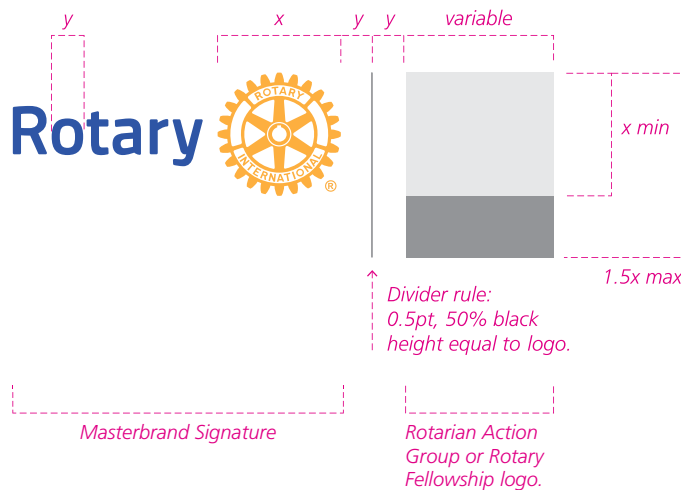 y
x
y
y
variable
Rotary
ROTARY
INTERNATIONAL
®
x min
1.5x max
Divider rule:
0.5pt, 50% black
height equal to logo.
Masterbrand Signature
Rotarian Action
Group or Rotary
Fellowship logo.